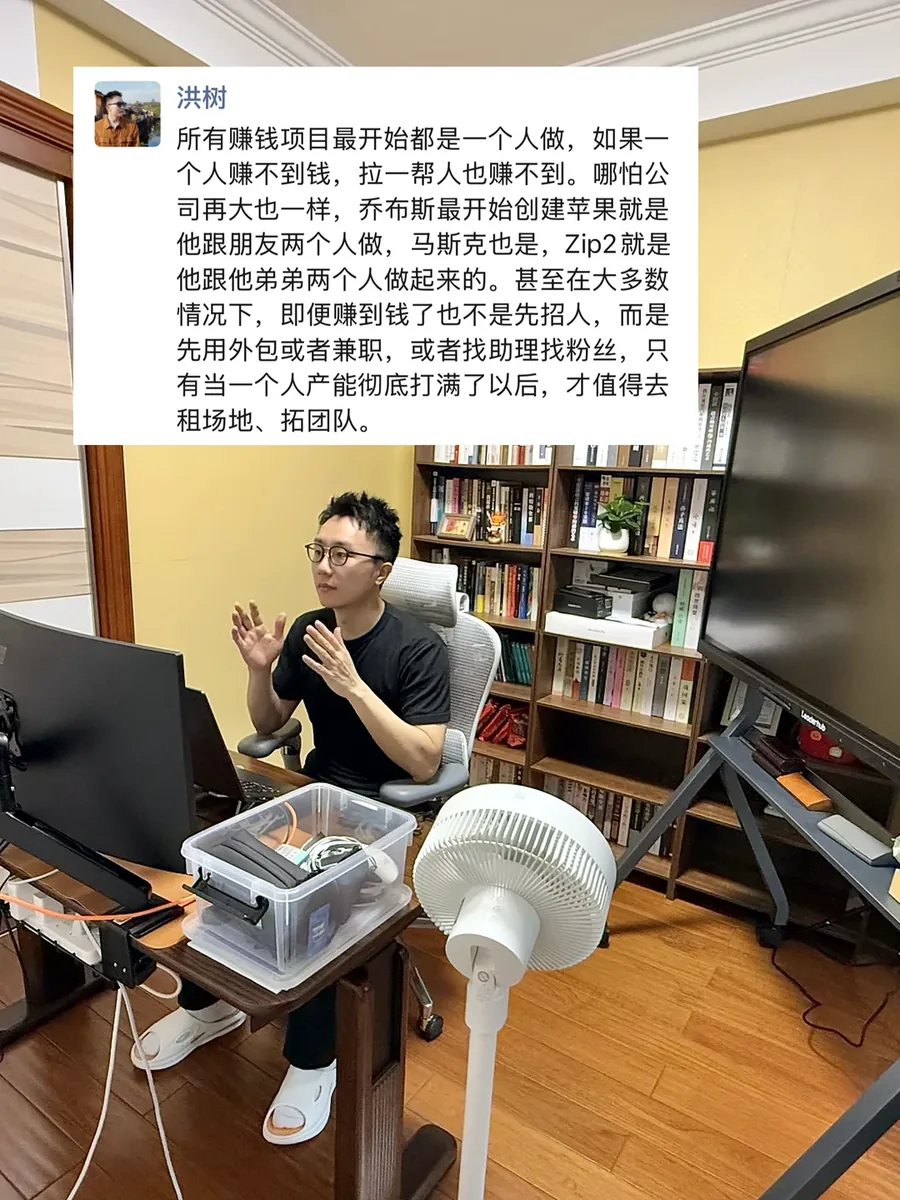 洪树
所有赚钱项目最开始都是一个人做，如果一
个人赚不到钱，拉一帮人也赚不到。哪怕公
司再大也一样，乔布斯最开始创建苹果就是
他跟朋友两个人做，马斯克也是，Zip2就是
他跟他弟弟两个人做起来的。甚至在大多数
情况下，即便赚到钱了也不是先招人，而是
先用外包或者兼职，或者找助理找粉丝，只
有当一个人产能彻底打满了以后，才值得去
租场地、拓团队。
Leaderhub